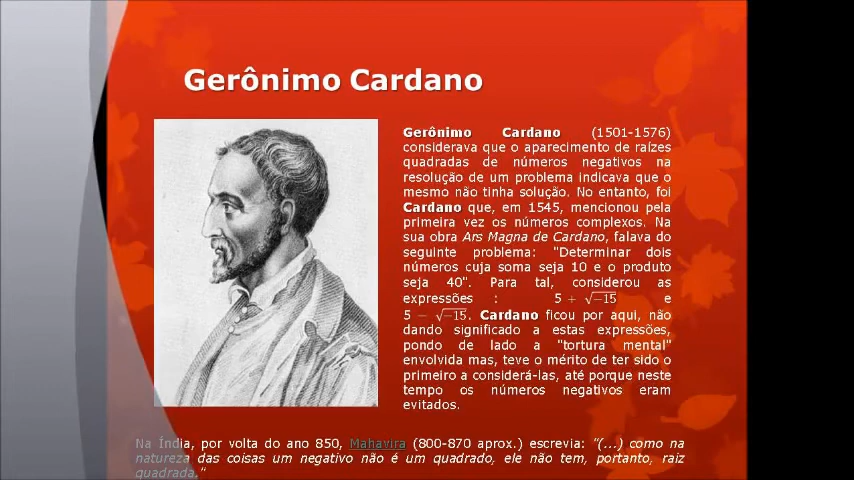 Gerônimo Cardano
Gerônimo Cardano (1501-1576)
considerava que o aparecimento de raízes
quadradas de números negativos na
resolução de um problema indicava que o
mesmo não tinha solução. No entanto, foi
Cardano que, em 1545, mencionou pela
primeira vez os números complexos. Na
sua obra Ars Magna de Cardano, falava do
seguinte problema: "Determinar dois
números cuja soma seja 10 e o produto
seja 40". Para tal, considerou as
expressões : 5 + √−15 e
5 − √−15. Cardano ficou por aqui, não
dando significado a estas expressões,
pondo de lado a "tortura mental"
envolvida mas, teve o mérito de ter sido o
primeiro a considerá-las, até porque neste
tempo os números negativos eram
evitados.
Na Índia, por volta do ano 850, Mahavira (800-870 aprox.) escrevia: "(...) como na
natureza das coisas um negativo não é um quadrado, ele não tem, portanto, raiz
quadrada."